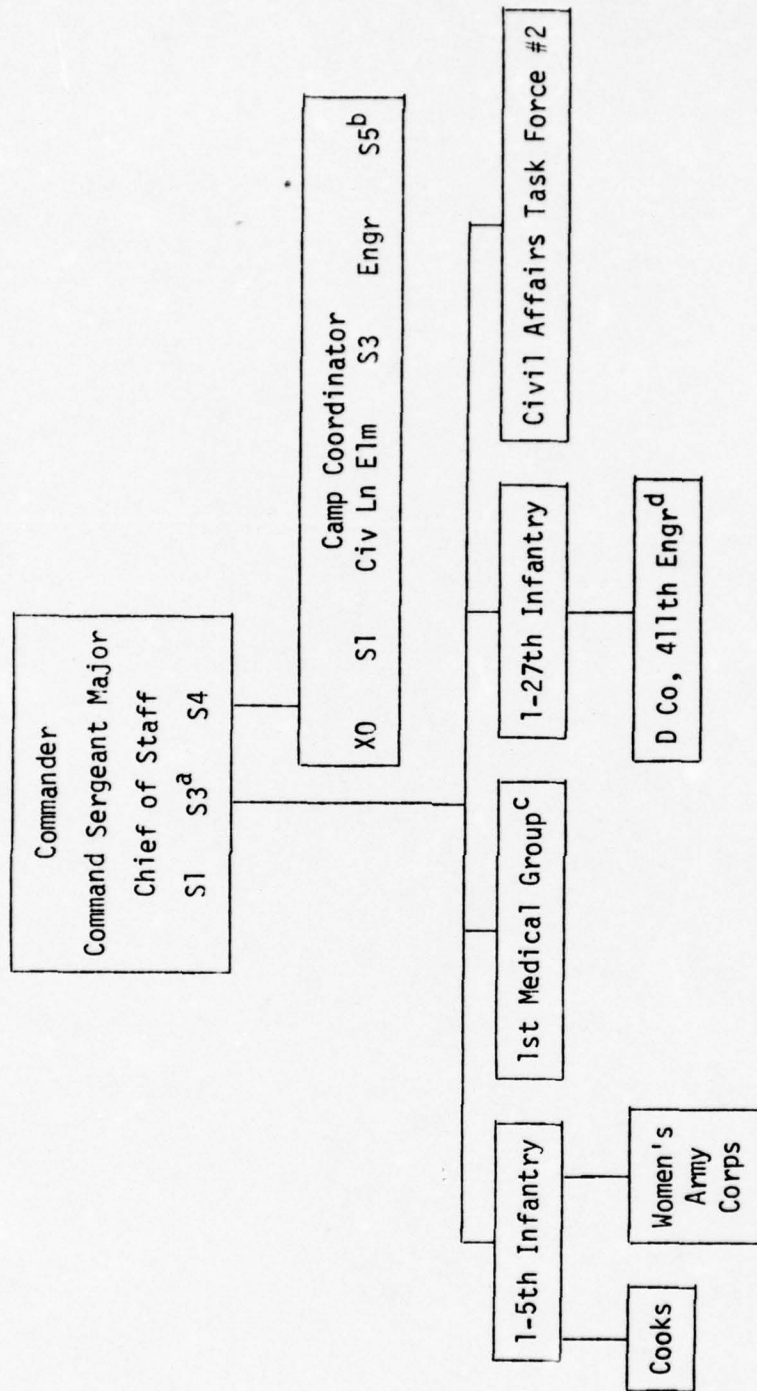 Commander
Command Sergeant Major
Chief of Staff
S1 S3a S4
Camp Coordinator
XO S1 Civ Ln Elm S3 Engr S5b
1-5th Infantry
1st Medical Groupc
1-27th Infantry
Civil Affairs Task Force #2
Cooks
Women's
Army
Corps
D Co, 411th Engrd